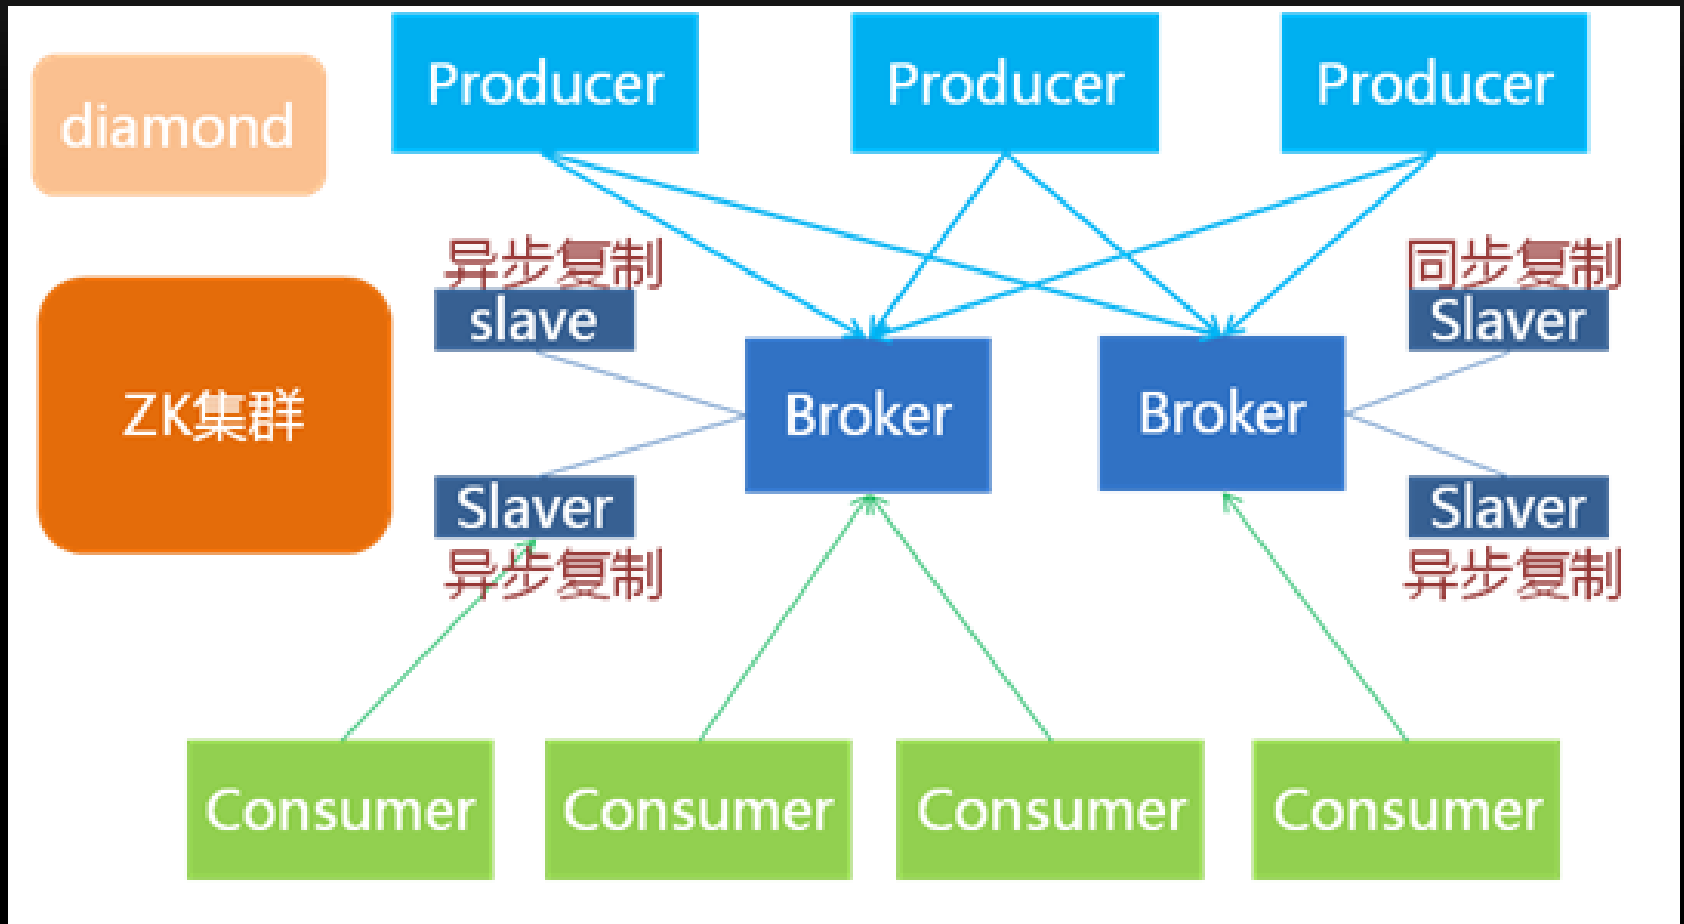 diamond
Producer
Producer
Producer
异步复制
slave
同步复制
Slaver
ZK集群
Broker
Broker
Slaver
异步复制
Slaver
异步复制
Consumer
Consumer
Consumer
Consumer